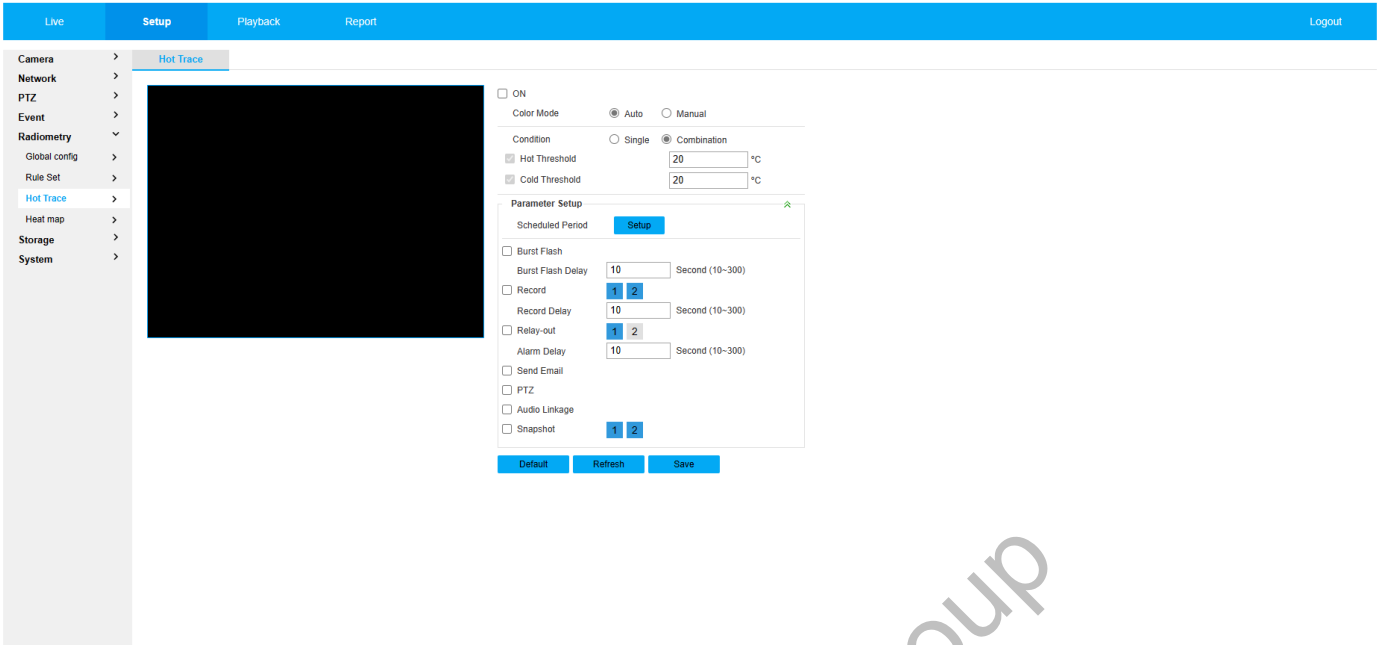 Live Setup Playback Report Logout
Camera
Network
PTZ
Event
Radiometry
Global config
Rule Set
Hot Trace
Heat map
Storage
System
Hot Trace
ON
Color Mode Auto Manual
Condition Single Combination
Hot Threshold 20 °C
Cold Threshold 20 °C
Parameter Setup
Scheduled Period Setup
Burst Flash
Burst Flash Delay 10 Second (10~300)
Record 1 2
Record Delay 10 Second (10~300)
Relay-out 1 2
Alarm Delay 10 Second (10~300)
Send Email
PTZ
Audio Linkage
Snapshot 1 2
Default Refresh Save